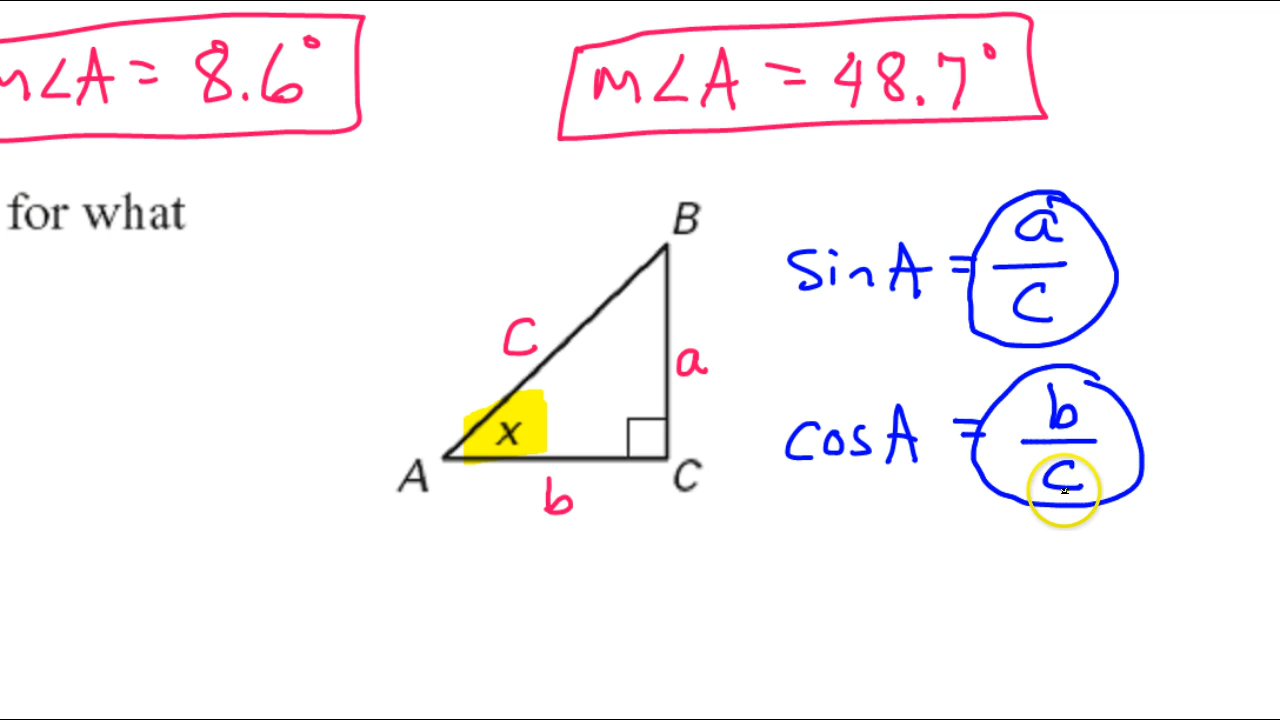 m∠A = 8.6°
m∠A = 48.7°
for what
B
c
a
x
A
C
b
sin A = a/c
cos A = b/c